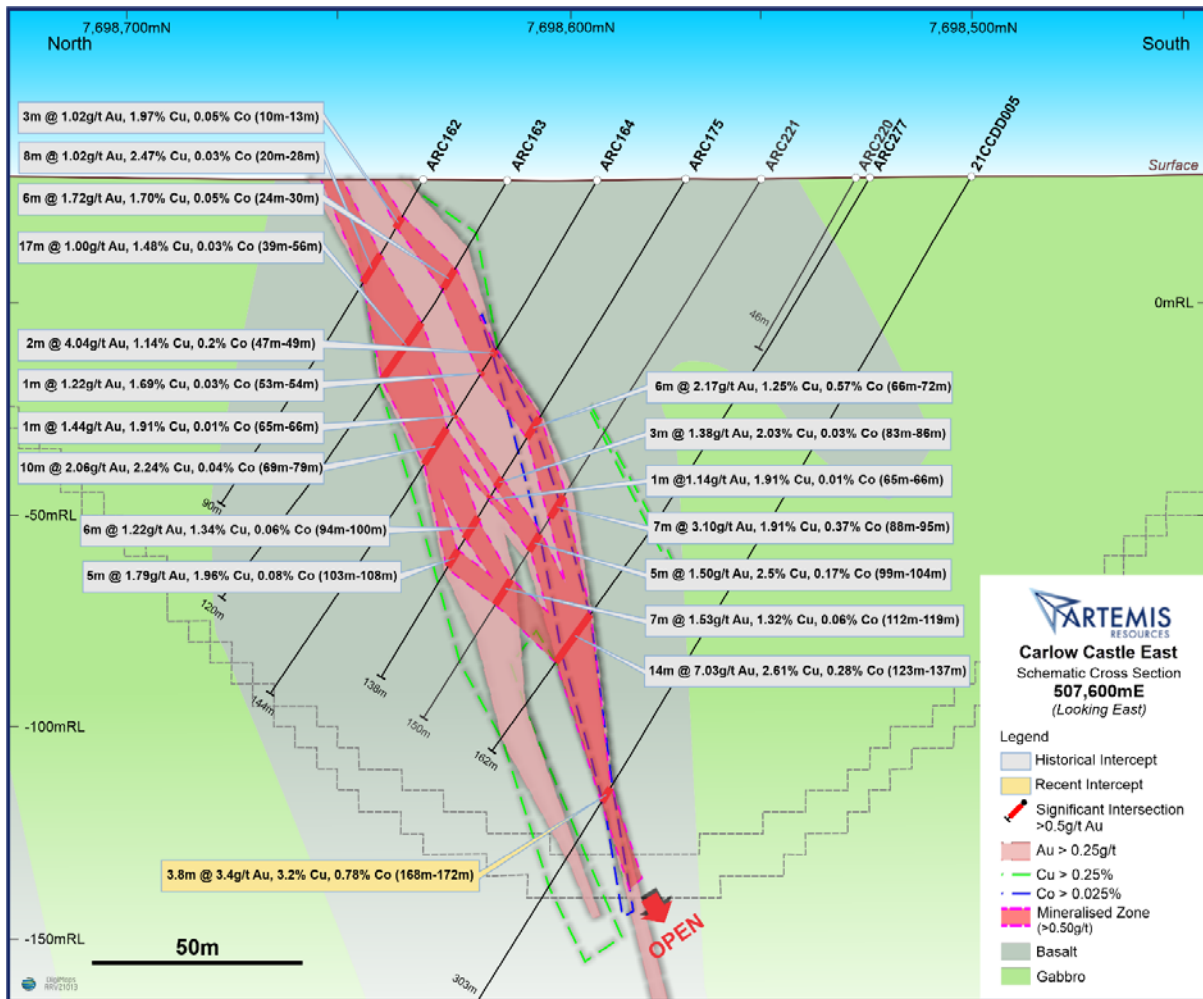 7,698,700mN
7,698,600mN
7,698,500mN
North
South
ARC162
ARC163
ARC164
ARC175
ARC221
ARC220
ARC277
21CCDD005
Surface
3m @ 1.02g/t Au, 1.97% Cu, 0.05% Co (10m-13m)
8m @ 1.02g/t Au, 2.47% Cu, 0.03% Co (20m-28m)
6m @ 1.72g/t Au, 1.70% Cu, 0.05% Co (24m-30m)
17m @ 1.00g/t Au, 1.48% Cu, 0.03% Co (39m-56m)
0mRL
46m
2m @ 4.04g/t Au, 1.14% Cu, 0.2% Co (47m-49m)
1m @ 1.22g/t Au, 1.69% Cu, 0.03% Co (53m-54m)
6m @ 2.17g/t Au, 1.25% Cu, 0.57% Co (66m-72m)
1m @ 1.44g/t Au, 1.91% Cu, 0.01% Co (65m-66m)
3m @ 1.38g/t Au, 2.03% Cu, 0.03% Co (83m-86m)
10m @ 2.06g/t Au, 2.24% Cu, 0.04% Co (69m-79m)
1m @1.14g/t Au, 1.91% Cu, 0.01% Co (65m-66m)
90m
-50mRL
6m @ 1.22g/t Au, 1.34% Cu, 0.06% Co (94m-100m)
7m @ 3.10g/t Au, 1.91% Cu, 0.37% Co (88m-95m)
5m @ 1.79g/t Au, 1.96% Cu, 0.08% Co (103m-108m)
5m @ 1.50g/t Au, 2.5% Cu, 0.17% Co (99m-104m)
120m
7m @ 1.53g/t Au, 1.32% Cu, 0.06% Co (112m-119m)
14m @ 7.03g/t Au, 2.61% Cu, 0.28% Co (123m-137m)
138m
144m
150m
162m
-100mRL
3.8m @ 3.4g/t Au, 3.2% Cu, 0.78% Co (168m-172m)
OPEN
-150mRL
50m
303m
DigiMaps
RRV21013
ARTEMIS
RESOURCES
Carlow Castle East
Schematic Cross Section
507,600mE
(Looking East)
Legend
Historical Intercept
Recent Intercept
Significant Intersection
>0.5g/t Au
Au > 0.25g/t
Cu > 0.25%
Co > 0.025%
Mineralised Zone
(>0.50g/t)
Basalt
Gabbro